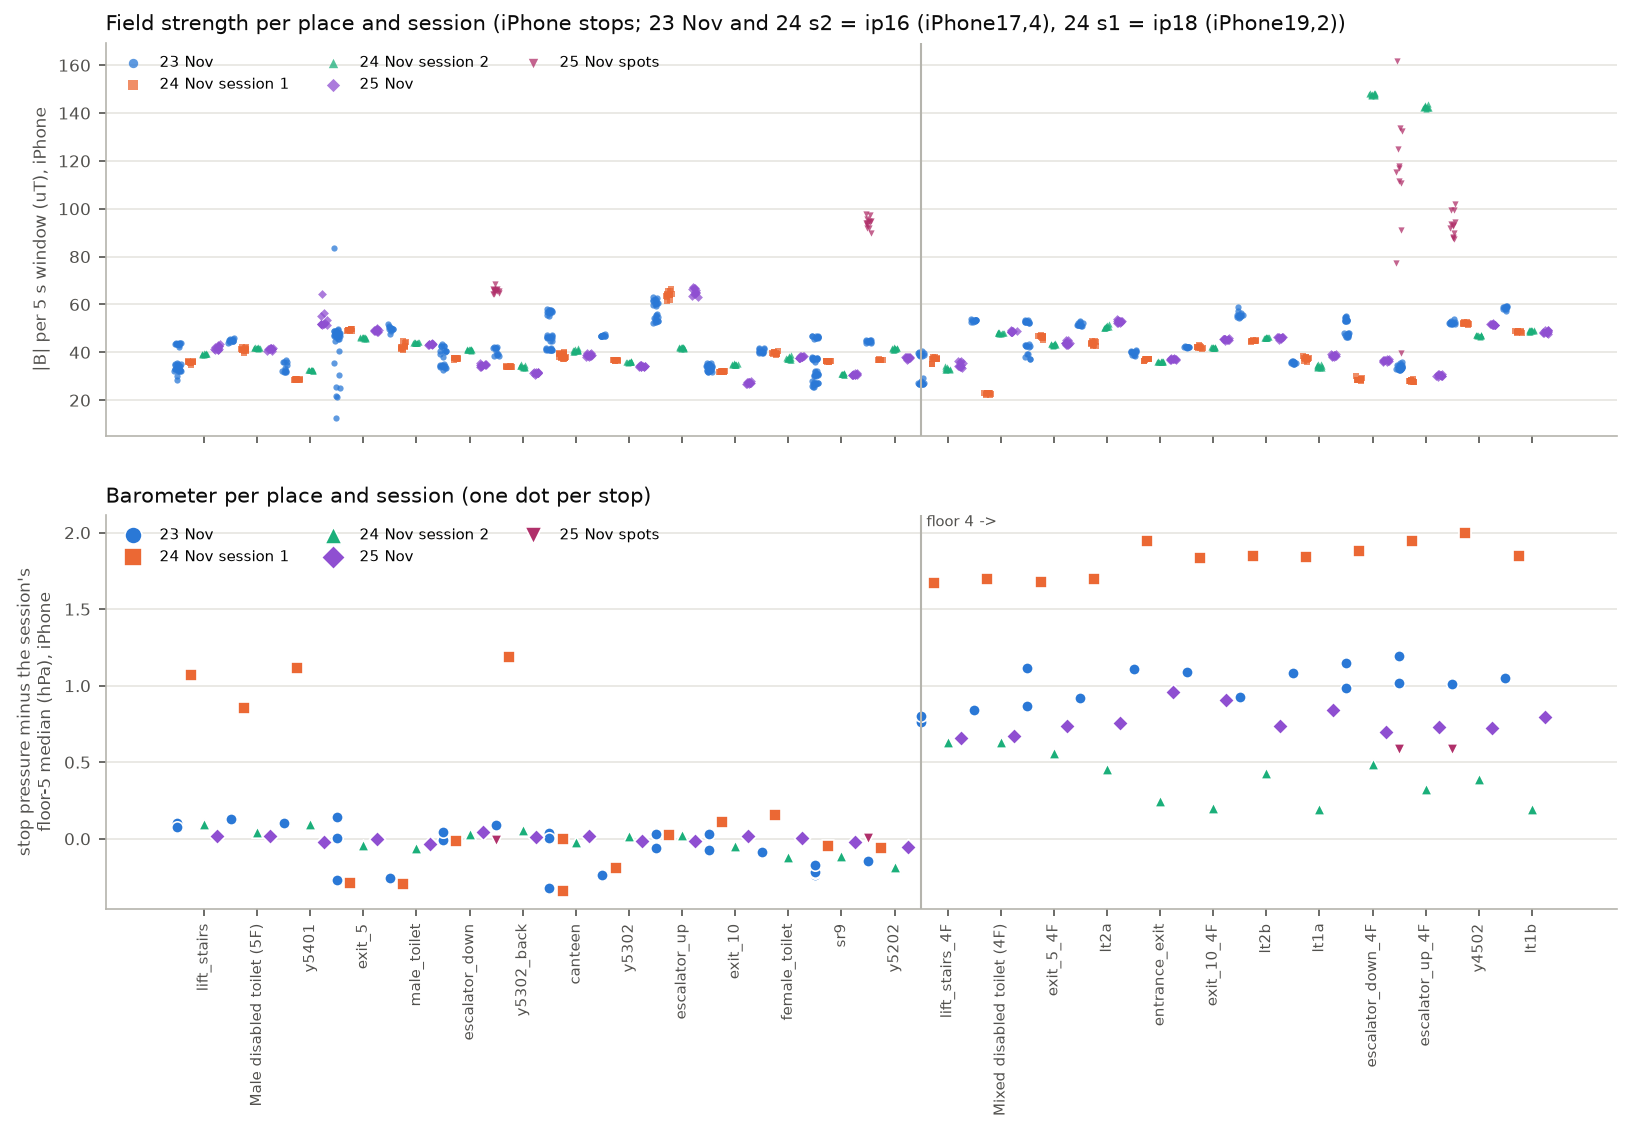 Field strength per place and session (iPhone stops; 23 Nov and 24 s2 = ip16 (iPhone17,4), 24 s1 = ip18 (iPhone19,2))
23 Nov
24 Nov session 1
24 Nov session 2
25 Nov
25 Nov spots
|B| per 5 s window (uT), iPhone
160
140
120
100
80
60
40
20
Barometer per place and session (one dot per stop)
23 Nov
24 Nov session 1
24 Nov session 2
25 Nov
25 Nov spots
floor 4 ->
stop pressure minus the session's
floor-5 median (hPa), iPhone
2.0
1.5
1.0
0.5
0.0
lift_stairs
Male disabled toilet (5F)
y5401
exit_5
male_toilet
escalator_down
y5302_back
canteen
y5302
escalator_up
exit_10
female_toilet
sr9
y5202
lift_stairs_4F
Mixed disabled toilet (4F)
exit_5_4F
lt2a
entrance_exit
exit_10_4F
lt2b
lt1a
escalator_down_4F
escalator_up_4F
y4502
lt1b